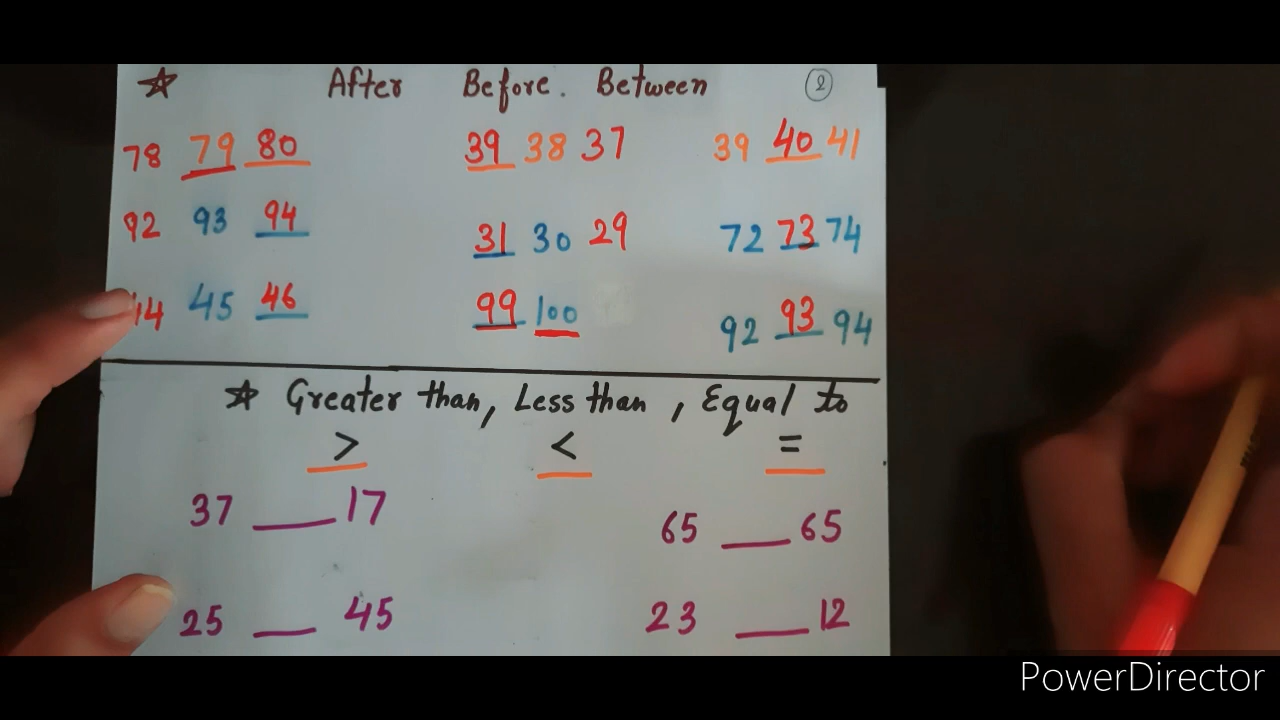 ☆ After Before. Between 2
78 79 80 39 38 37 39 40 41
92 93 94 31 30 29 72 73 74
44 45 46 99 100 92 93 94
☆ Greater than, Less than, Equal to
> < =
37 ___ 17 65 ___ 65
25 ___ 45 23 ___ 12
PowerDirector